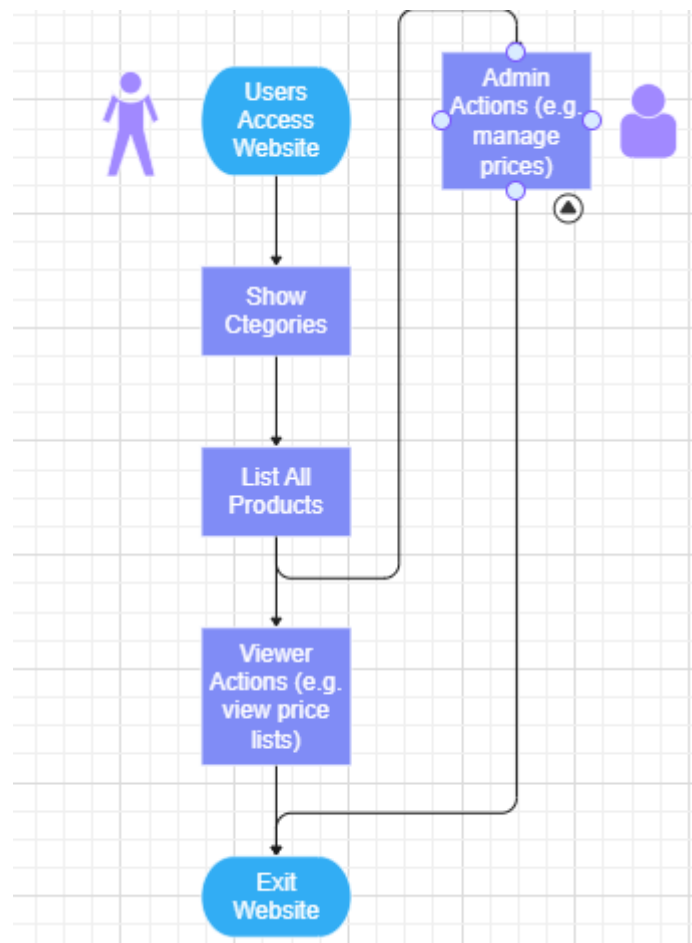 Users
Access
Website
Admin
Actions (e.g.
manage
prices)
Show
Ctegories
List All
Products
Viewer
Actions (e.g.
view price
lists)
Exit
Website